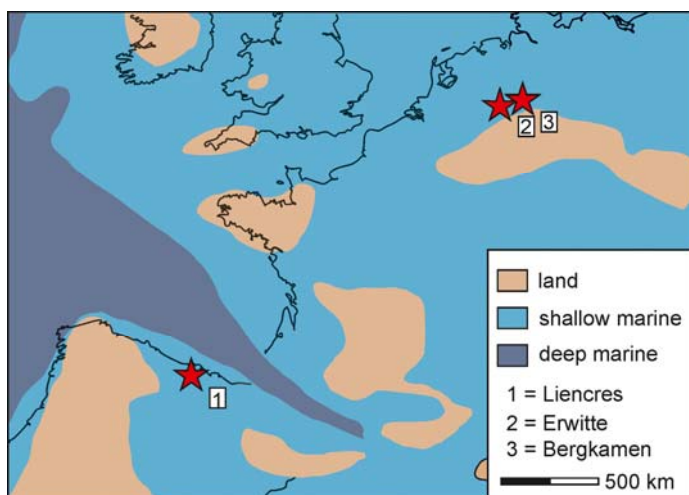 2 3
1
land
shallow marine
deep marine
1 = Liencres
2 = Erwitte
3 = Bergkamen
500 km